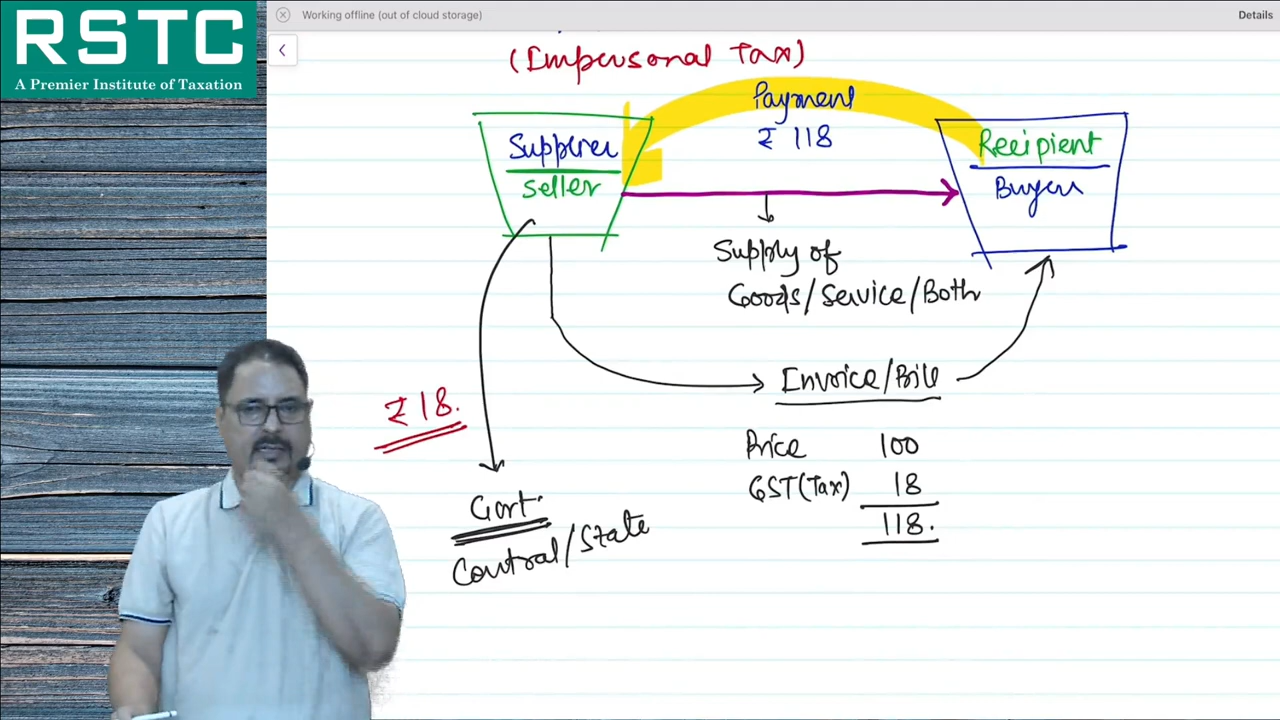 Working offline (out of cloud storage)
Details
RSTC
A Premier Institute of Taxation
(Impersonal Tax)
Payment
₹ 118
Supplier
Seller
Recipient
Buyer
Supply of
Goods/Service/Both
Invoice/Bill
₹ 18.
Price 100
GST(Tax) 18
118.
Govt.
Central/State